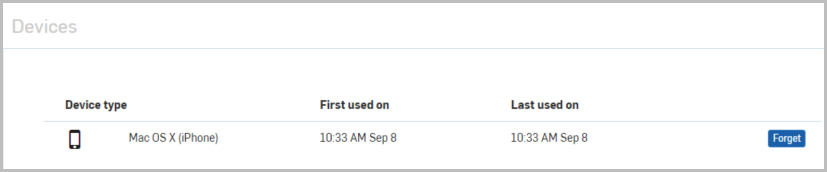 Devices
Device type First used on Last used on
Mac OS X (iPhone) 10:33 AM Sep 8 10:33 AM Sep 8 Forget